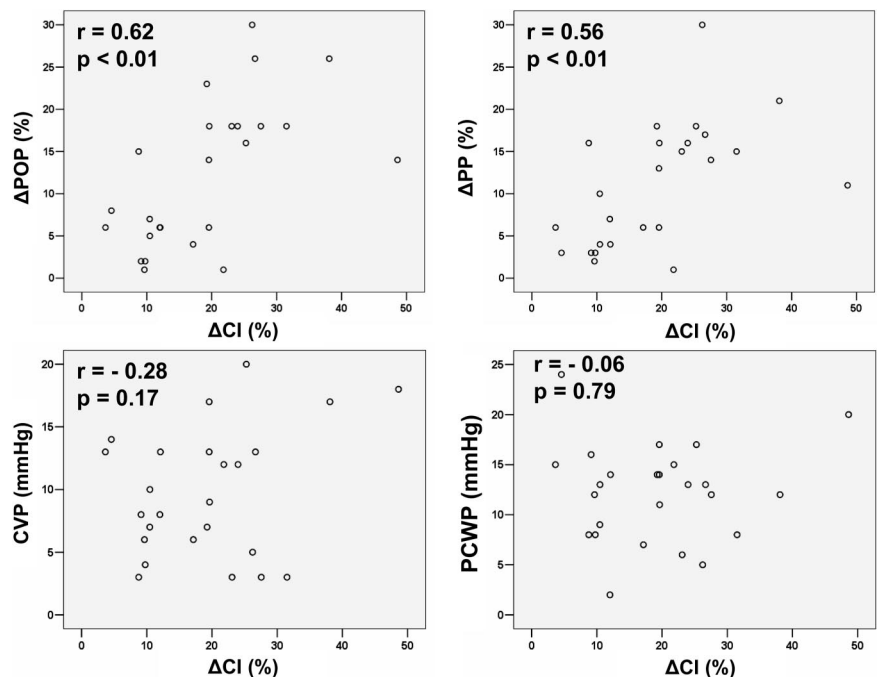 r = 0.62
p < 0.01
ΔPOP (%)
30
25
20
15
10
5
0
0 10 20 30 40 50
ΔCI (%)
r = 0.56
p < 0.01
ΔPP (%)
30
25
20
15
10
5
0
0 10 20 30 40 50
ΔCI (%)
r = - 0.28
p = 0.17
CVP (mmHg)
20
15
10
5
0
0 10 20 30 40 50
ΔCI (%)
r = - 0.06
p = 0.79
PCWP (mmHg)
25
20
15
10
5
0
0 10 20 30 40 50
ΔCI (%)